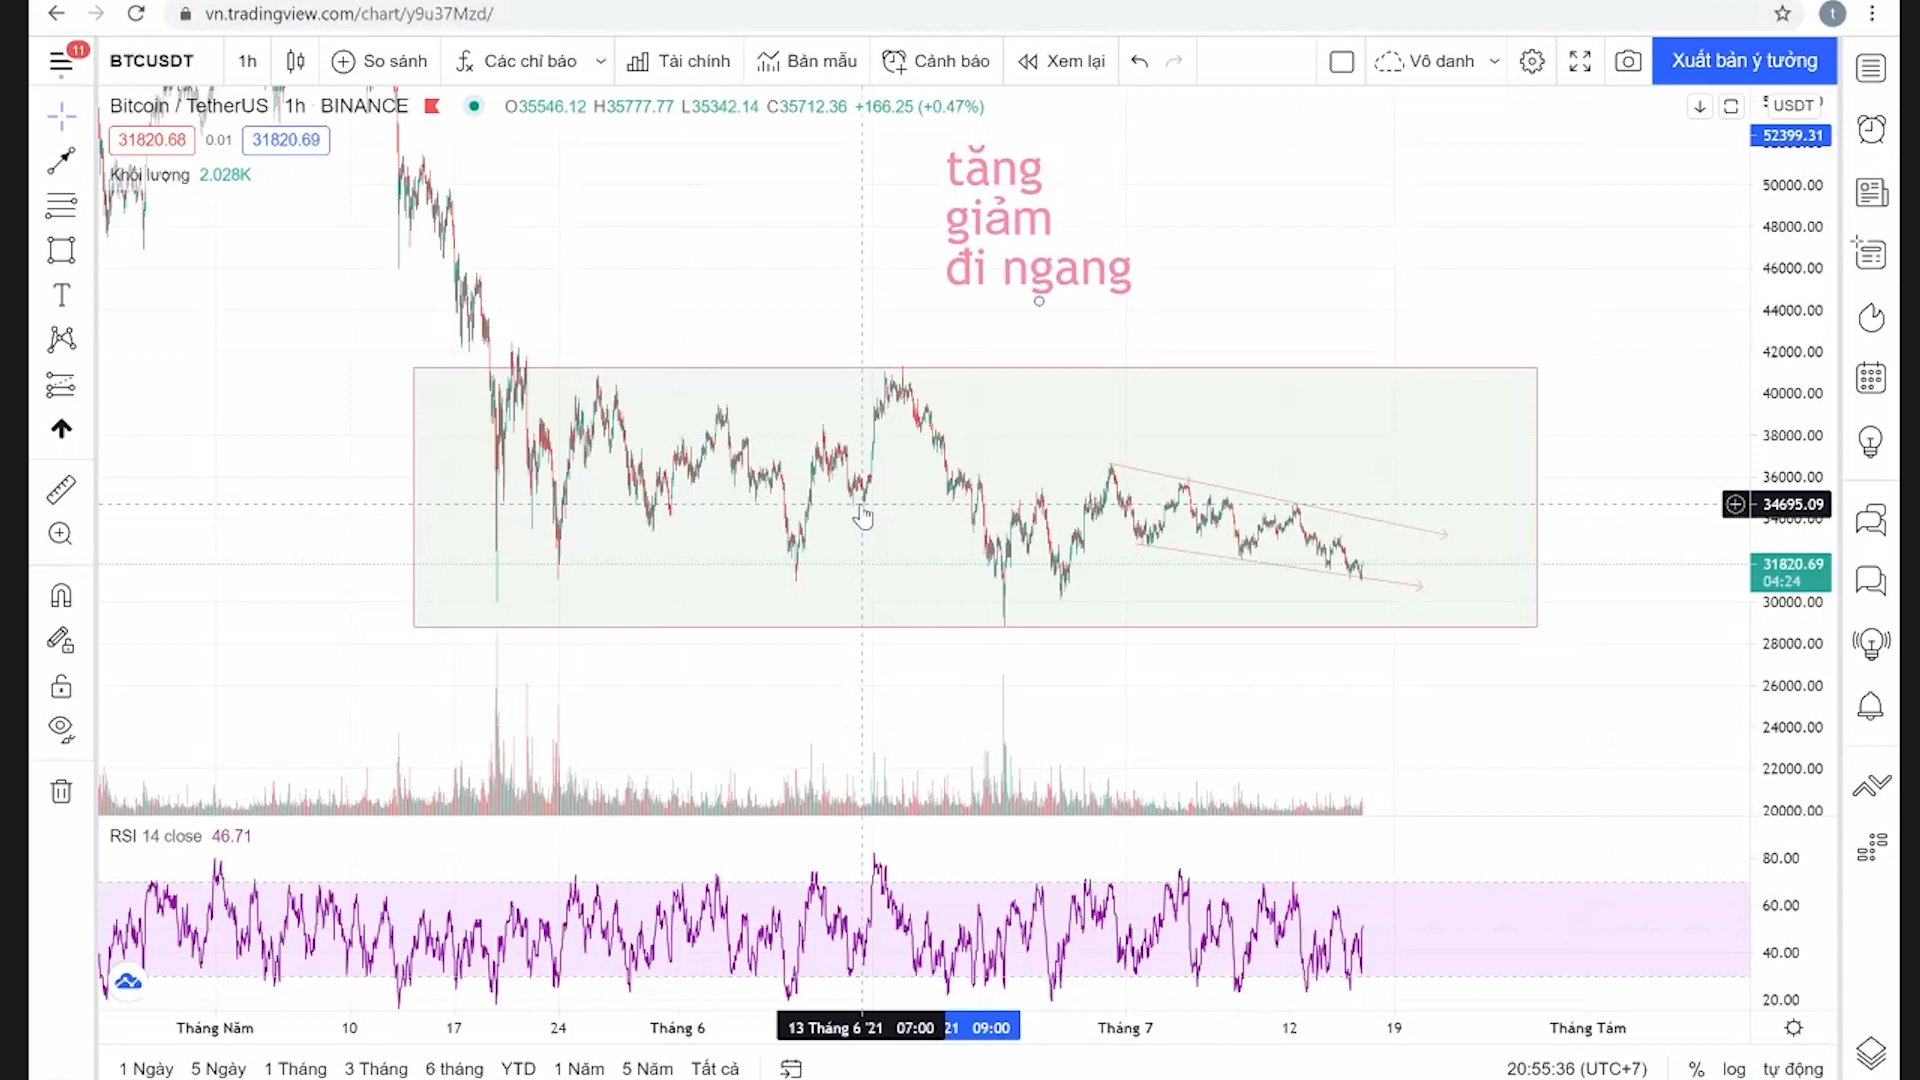 vn.tradingview.com/chart/y9u37Mzd/
t
11
BTCUSDT
1h
So sánh
Các chỉ báo
Tài chính
Bản mẫu
Cảnh báo
Xem lại
Vô danh
Xuất bản ý tưởng
Bitcoin / TetherUS 1h BINANCE
O35546.12 H35777.77 L35342.14 C35712.36 +166.25 (+0.47%)
USDT
31820.68 0.01 31820.69
52399.31
Khối lượng 2.028K
tăng
giảm
đi ngang
50000.00
48000.00
46000.00
44000.00
42000.00
40000.00
38000.00
36000.00
34695.09
34000.00
31820.69
04:24
30000.00
28000.00
26000.00
24000.00
22000.00
20000.00
RSI 14 close 46.71
80.00
60.00
40.00
20.00
Tháng Năm
10
17
24
Tháng 6
13 Tháng 6 '21 07:00
21 09:00
Tháng 7
12
19
Tháng Tám
1 Ngày
5 Ngày
1 Tháng
3 Tháng
6 tháng
YTD
1 Năm
5 Năm
Tất cả
20:55:36 (UTC+7)
%
log
tự động